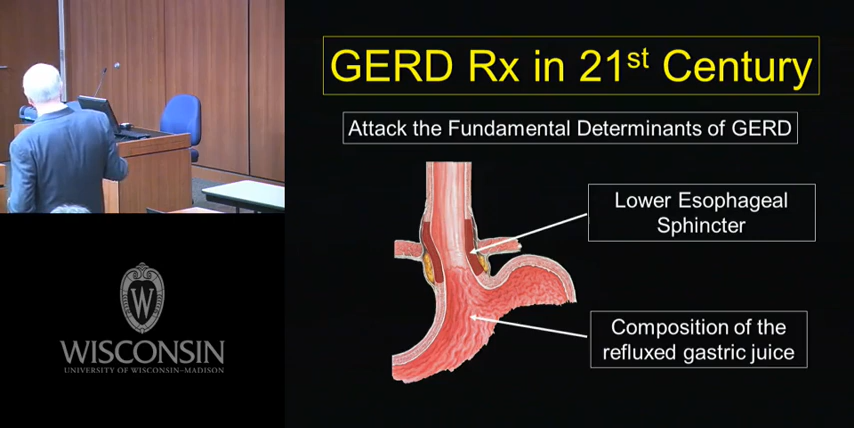 GERD Rx in 21st Century
Attack the Fundamental Determinants of GERD
Lower Esophageal
Sphincter
Composition of the
refluxed gastric juice
W
WISCONSIN
UNIVERSITY OF WISCONSIN–MADISON